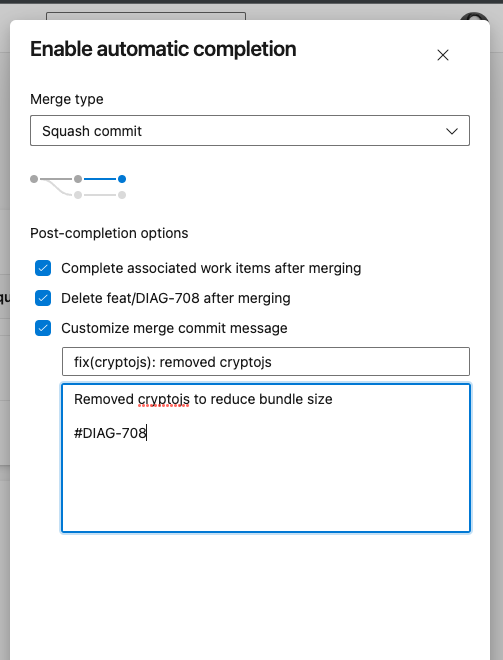 Enable automatic completion
Merge type
Squash commit
Post-completion options
Complete associated work items after merging
Delete feat/DIAG-708 after merging
Customize merge commit message
fix(cryptojs): removed cryptojs
Removed cryptojs to reduce bundle size
#DIAG-708